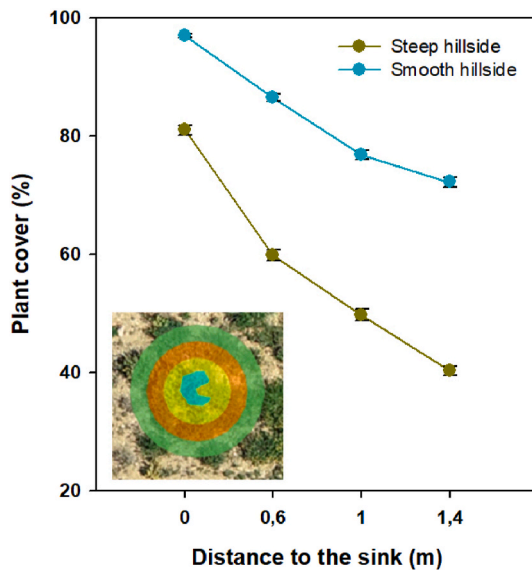 100
80
60
40
20
Plant cover (%)
Steep hillside
Smooth hillside
0
0,6
1
1,4
Distance to the sink (m)